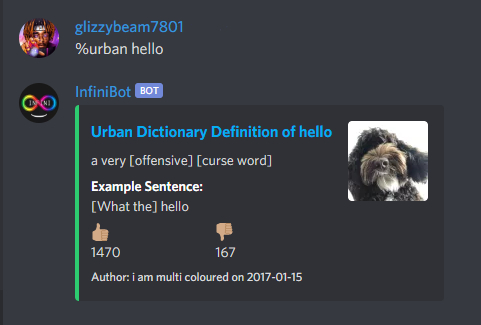 glizzybeam7801
%urban hello
INFINI
InfiniBot BOT
Urban Dictionary Definition of hello
a very [offensive] [curse word]
Example Sentence:
[What the] hello
1470 167
Author: i am multi coloured on 2017-01-15